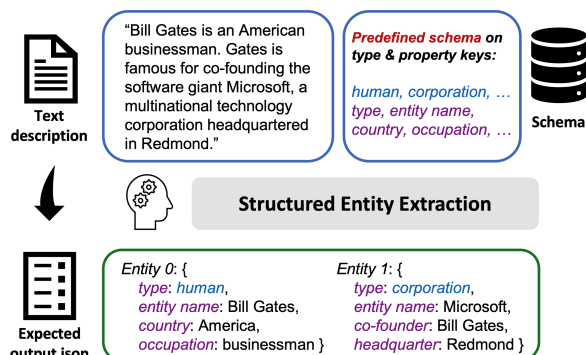 “Bill Gates is an American
businessman. Gates is
famous for co-founding the
software giant Microsoft, a
multinational technology
corporation headquartered
in Redmond.”
Text
description
Predefined schema on
type & property keys:
human, corporation, …
type, entity name,
country, occupation, …
Schema
Structured Entity Extraction
Expected
output json
Entity 0: {
type: human,
entity name: Bill Gates,
country: America,
occupation: businessman }
Entity 1: {
type: corporation,
entity name: Microsoft,
co-founder: Bill Gates,
headquarter: Redmond }